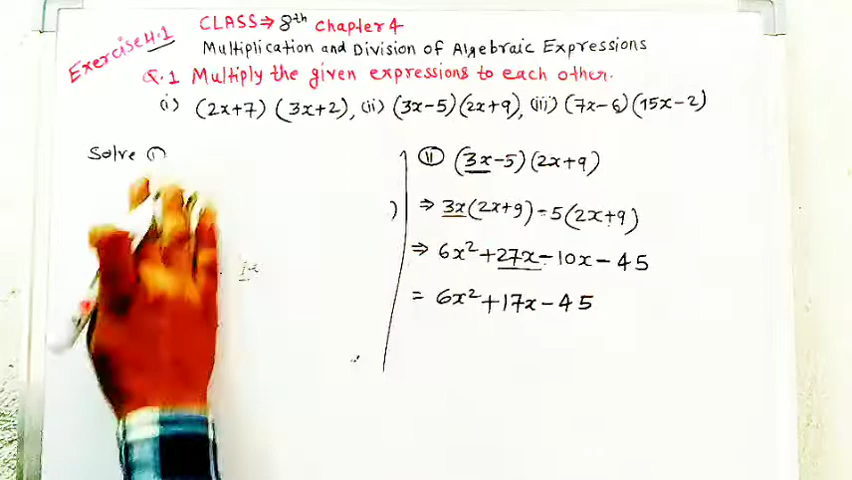 Exercise 4.1
CLASS⇒8th Chapter 4
Multiplication and Division of Algebraic Expressions
Q.1 Multiply the given expressions to each other.
(i) (2x+7) (3x+2), (ii) (3x-5)(2x+9), (iii) (7x-6)(15x-2)
Solve ①
Ⅱ (3x-5)(2x+9)
⇒ 3x(2x+9)-5(2x+9)
⇒ 6x²+27x-10x-45
= 6x²+17x-45